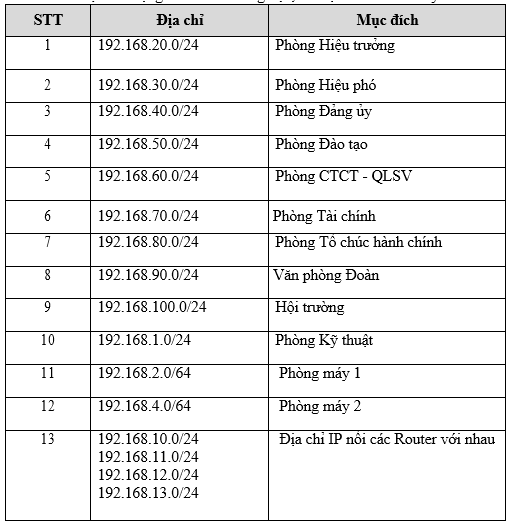 STT Địa chỉ Mục đích
1 192.168.20.0/24 Phòng Hiệu trưởng
2 192.168.30.0/24 Phòng Hiệu phó
3 192.168.40.0/24 Phòng Đảng ủy
4 192.168.50.0/24 Phòng Đào tạo
5 192.168.60.0/24 Phòng CTCT - QLSV
6 192.168.70.0/24 Phòng Tài chính
7 192.168.80.0/24 Phòng Tổ chúc hành chính
8 192.168.90.0/24 Văn phòng Đoàn
9 192.168.100.0/24 Hội trường
10 192.168.1.0/24 Phòng Kỹ thuật
11 192.168.2.0/64 Phòng máy 1
12 192.168.4.0/64 Phòng máy 2
13 192.168.10.0/24 Địa chỉ IP nôi các Router với nhau
192.168.11.0/24
192.168.12.0/24
192.168.13.0/24